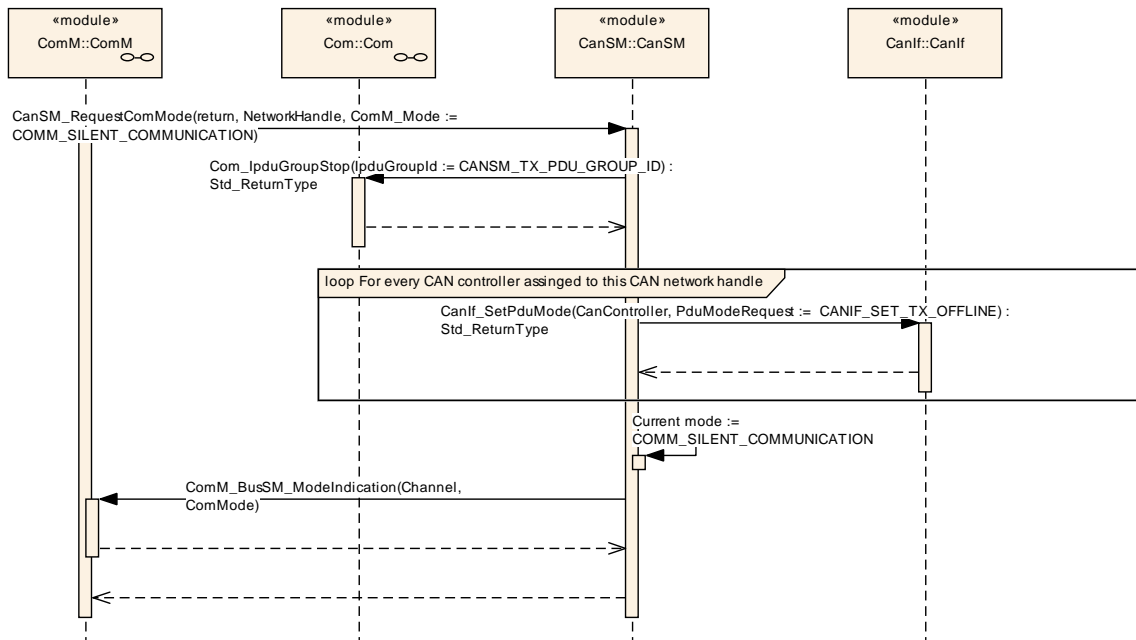 «module»
ComM::ComM
«module»
Com::Com
«module»
CanSM::CanSM
«module»
CanIf::CanIf
CanSM_RequestComMode(return, NetworkHandle, ComM_Mode :=
COMM_SILENT_COMMUNICATION)
Com_IpduGroupStop(IpduGroupId := CANSM_TX_PDU_GROUP_ID) :
Std_ReturnType
loop For every CAN controller assinged to this CAN network handle
CanIf_SetPduMode(CanController, PduModeRequest := CANIF_SET_TX_OFFLINE) :
Std_ReturnType
Current mode :=
COMM_SILENT_COMMUNICATION
ComM_BusSM_ModeIndication(Channel,
ComMode)